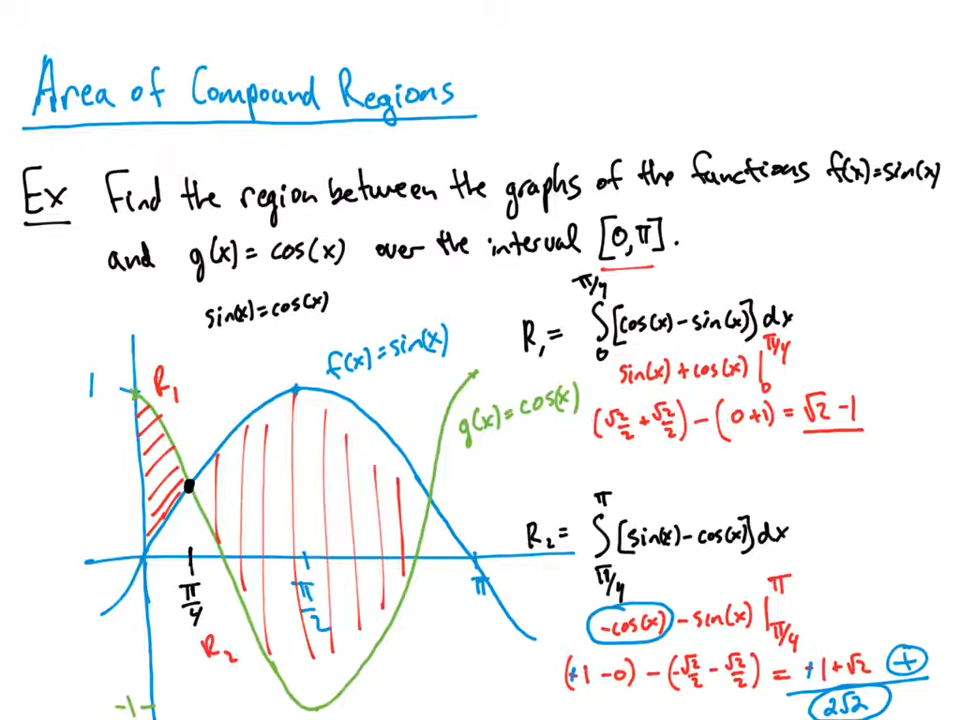 Area of Compound Regions
Ex Find the region between the graphs of the functions f(x)=sin(x)
and g(x) = cos(x) over the interval [0,π].
sin(x)=cos(x)
R₁= ∫₀^(π/4) [cos(x)-sin(x)]dx
sin(x)+cos(x) |₀^(π/4)
(√2/2 + √2/2) - (0+1) = √2 - 1
R₂= ∫_(π/4)^π [sin(x)-cos(x)]dx
-cos(x) - sin(x) |_(π/4)^π
(+1-0) - (-√2/2 - √2/2) = +1+√2 +
2√2
f(x)=sin(x)
g(x)=cos(x)
1
R₁
π/4
π/2
π
R₂
-1